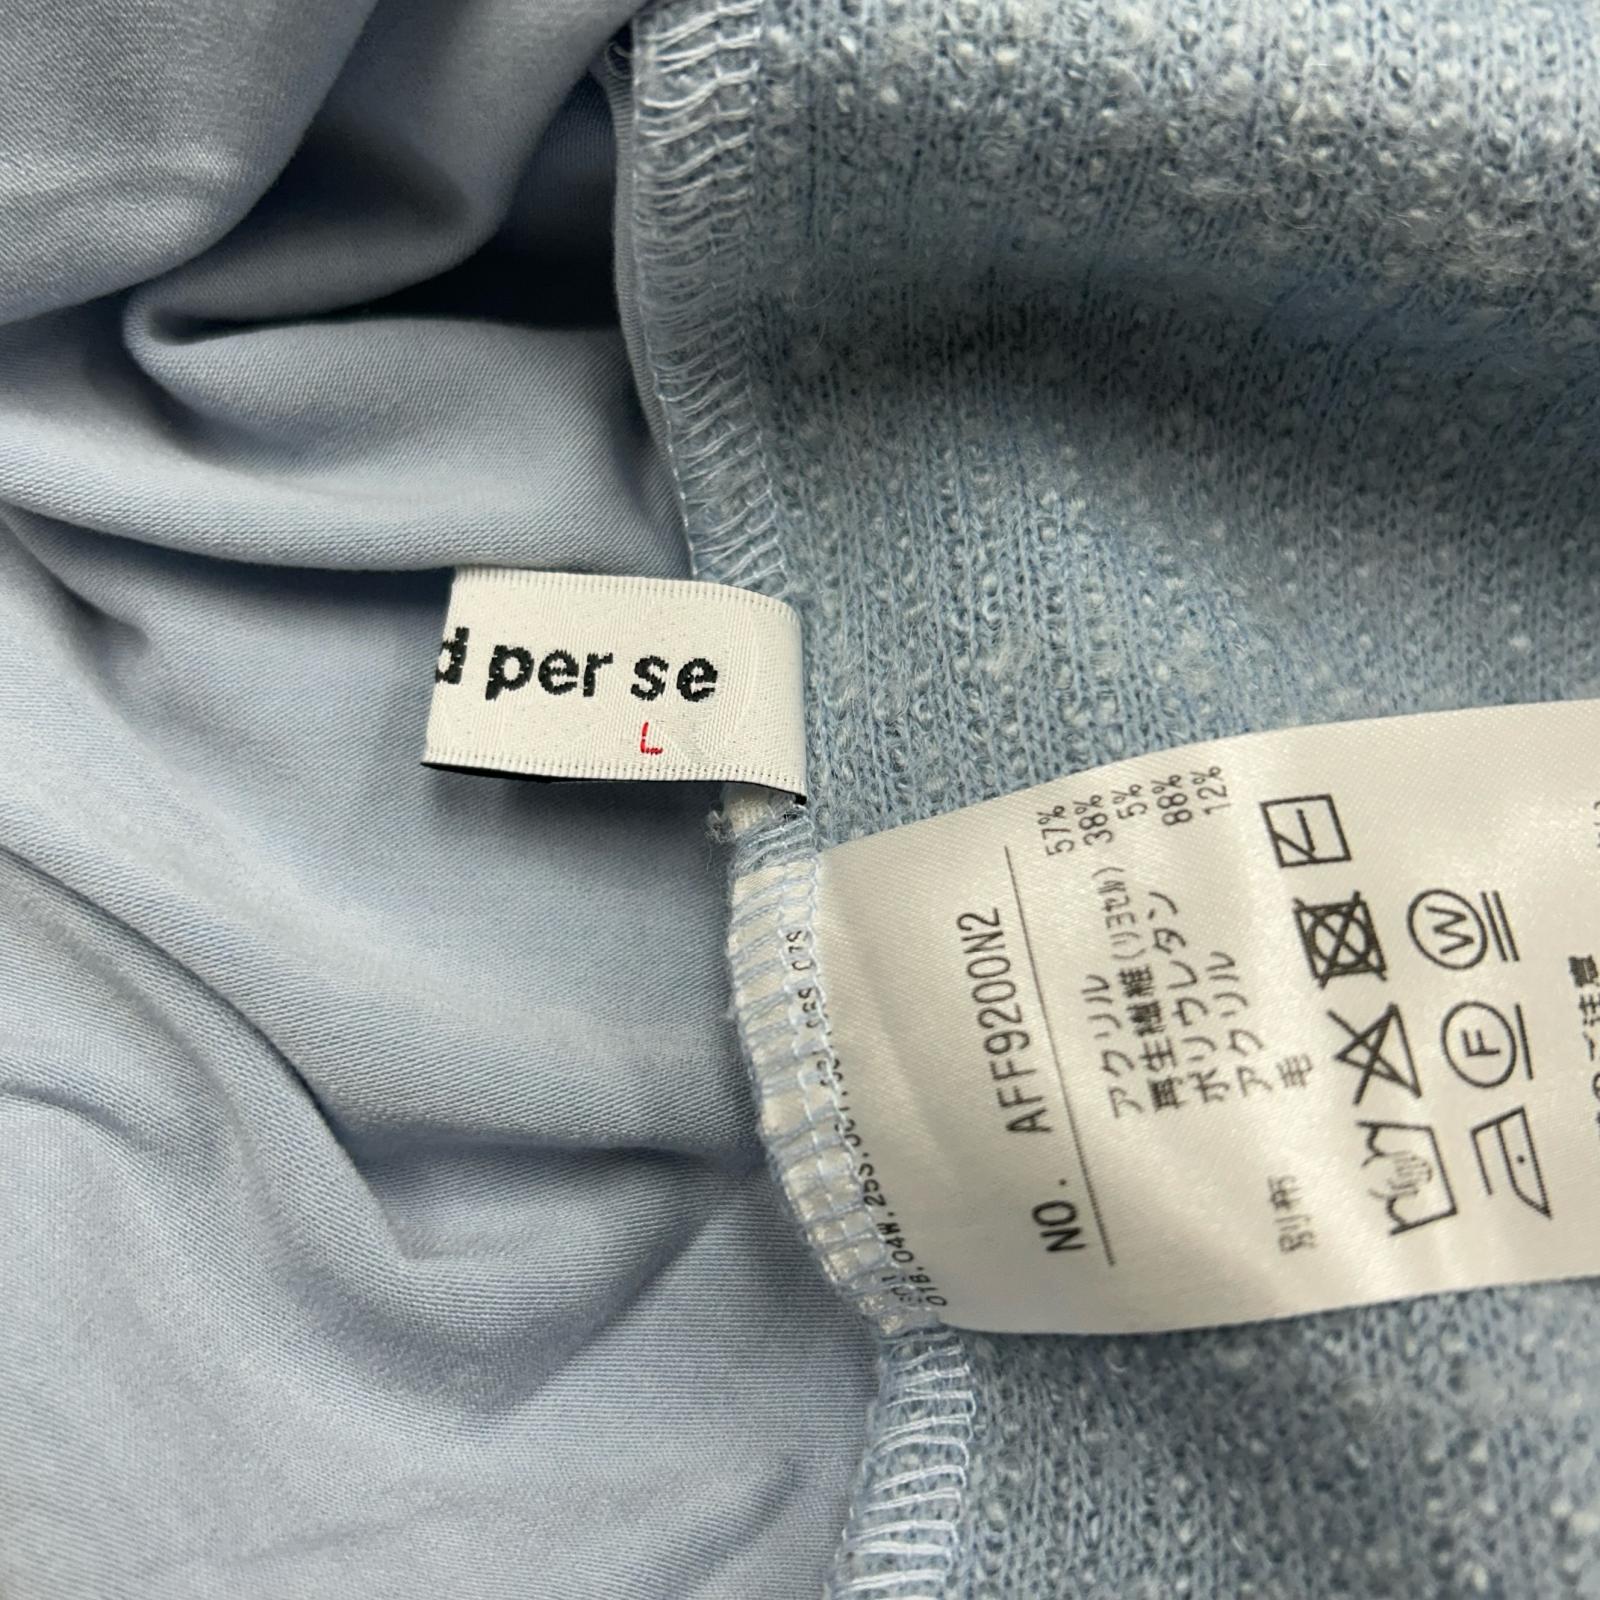 d per se
L
NO. AFF9200N2
アクリル 57%
再生繊維(リヨセル) 38%
ポリウレタン 5%
別布 アクリル 88%
毛 12%
W
F